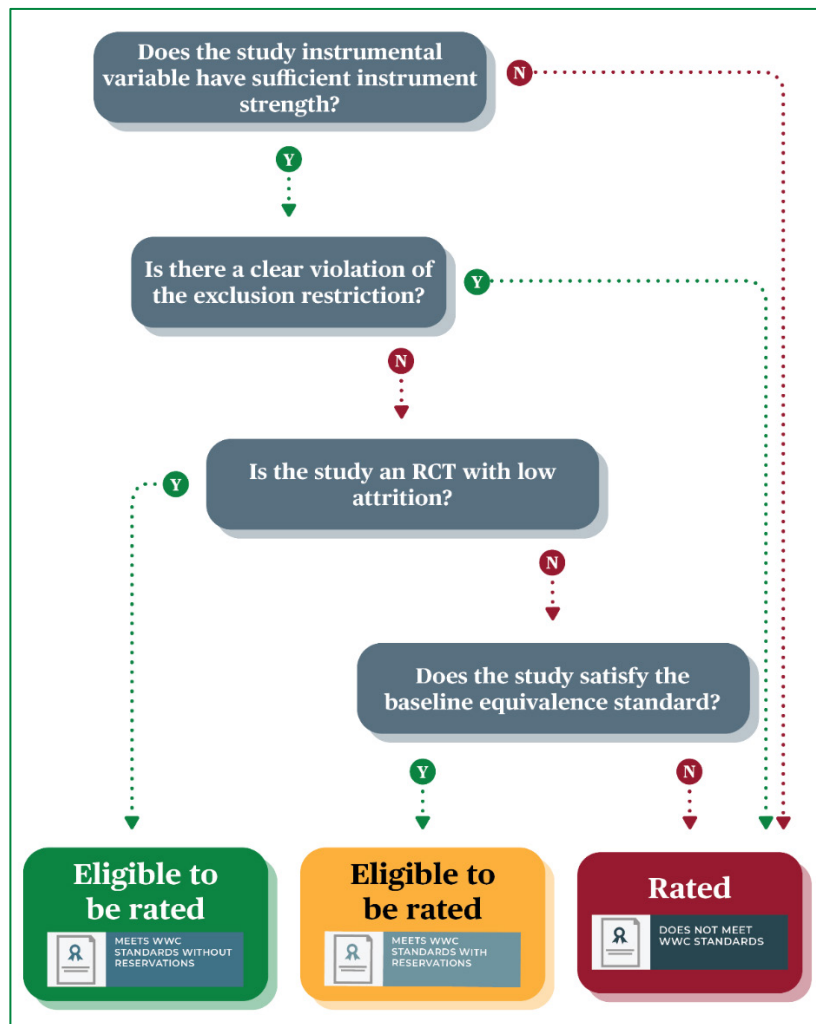 Does the study instrumental
variable have sufficient instrument
strength?
N
Y
Is there a clear violation of
the exclusion restriction?
Y
N
Is the study an RCT with low
attrition?
Y
N
Does the study satisfy the
baseline equivalence standard?
Y
N
Eligible to
be rated
MEETS WWC
STANDARDS WITHOUT
RESERVATIONS
Eligible to
be rated
MEETS WWC
STANDARDS WITH
RESERVATIONS
Rated
DOES NOT MEET
WWC STANDARDS